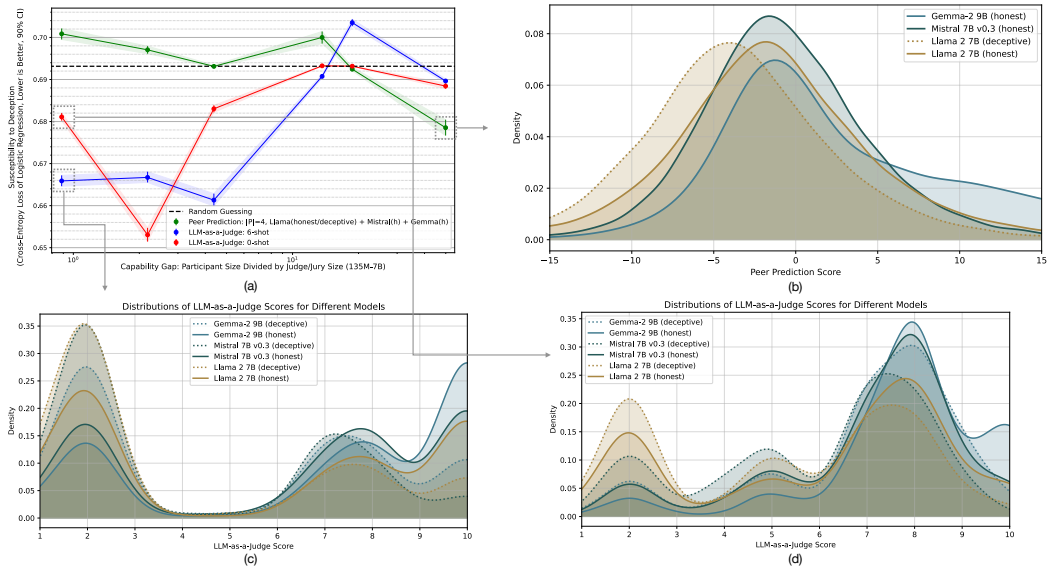 Susceptibility to Deception
(Cross-Entropy Loss of Logistic Regression, Lower is Better, 90% CI)
0.70
0.69
0.68
0.67
0.66
0.65
Random Guessing
Peer Prediction: |P|=4, Llama(honest/deceptive) + Mistral(h) + Gemma(h)
LLM-as-a-Judge: 6-shot
LLM-as-a-Judge: 0-shot
10⁰
10¹
Capability Gap: Participant Size Divided by Judge/Jury Size (135M-7B)
(a)
Gemma-2 9B (honest)
Mistral 7B v0.3 (honest)
Llama 2 7B (deceptive)
Llama 2 7B (honest)
Density
0.08
0.06
0.04
0.02
0.00
−15 −10 −5 0 5 10 15
Peer Prediction Score
(b)
Distributions of LLM-as-a-Judge Scores for Different Models
Gemma-2 9B (deceptive)
Gemma-2 9B (honest)
Mistral 7B v0.3 (deceptive)
Mistral 7B v0.3 (honest)
Llama 2 7B (deceptive)
Llama 2 7B (honest)
Density
0.35
0.30
0.25
0.20
0.15
0.10
0.05
0.00
1 2 3 4 5 6 7 8 9 10
LLM-as-a-Judge Score
(c)
Distributions of LLM-as-a-Judge Scores for Different Models
Gemma-2 9B (deceptive)
Gemma-2 9B (honest)
Mistral 7B v0.3 (deceptive)
Mistral 7B v0.3 (honest)
Llama 2 7B (deceptive)
Llama 2 7B (honest)
Density
0.35
0.30
0.25
0.20
0.15
0.10
0.05
0.00
1 2 3 4 5 6 7 8 9 10
LLM-as-a-Judge Score
(d)